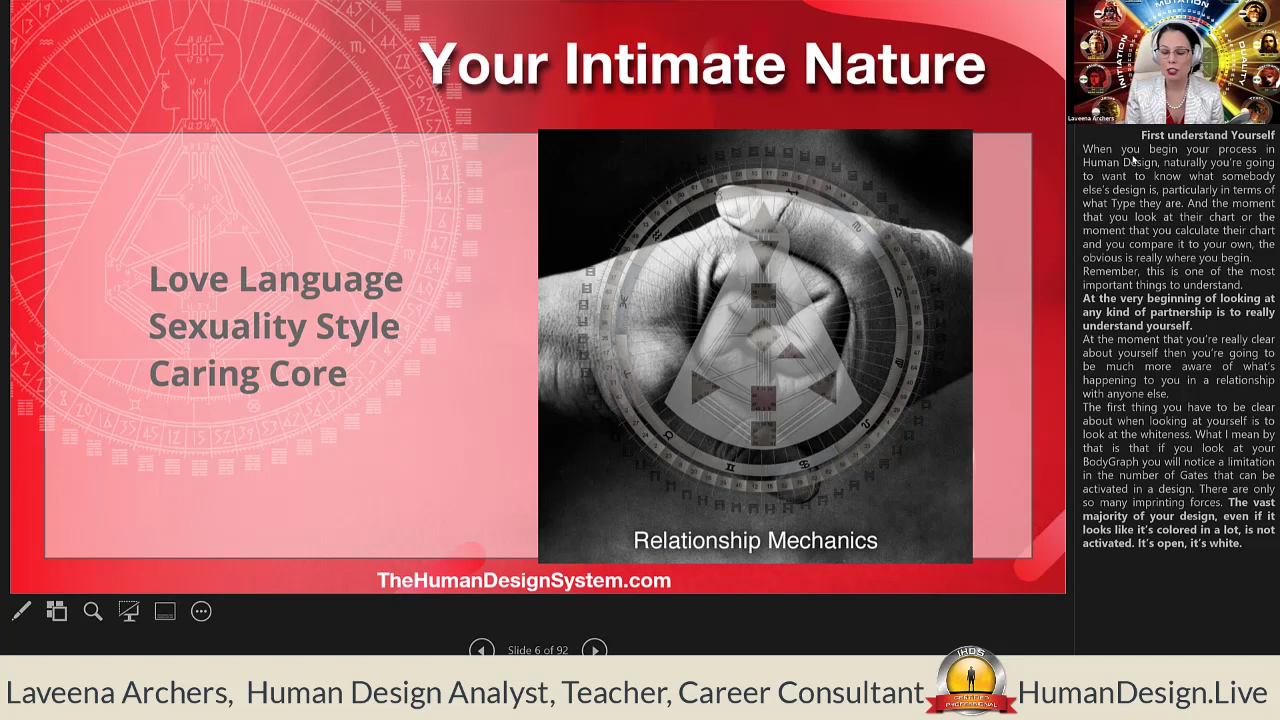 Your Intimate Nature
Love Language
Sexuality Style
Caring Core
Relationship Mechanics
TheHumanDesignSystem.com
Slide 6 of 92
MUTATION
INITIATION
DUALITY
Laveena Archers
First understand Yourself
When you begin your process in
Human Design, naturally you're going
to want to know what somebody
else's design is, particularly in terms of
what Type they are. And the moment
that you look at their chart or the
moment that you calculate their chart
and you compare it to your own, the
obvious is really where you begin.
Remember, this is one of the most
important things to understand.
At the very beginning of looking at
any kind of partnership is to really
understand yourself.
At the moment that you're really clear
about yourself then you're going to
be much more aware of what's
happening to you in a relationship
with anyone else.
The first thing you have to be clear
about when looking at yourself is to
look at the whiteness. What I mean by
that is that if you look at your
BodyGraph you will notice a limitation
in the number of Gates that can be
activated in a design. There are only
so many imprinting forces. The vast
majority of your design, even if it
looks like it's colored in a lot, is not
activated. It's open, it's white.
Laveena Archers, Human Design Analyst, Teacher, Career Consultant
IHDS
CERTIFIED
PROFESSIONAL
HumanDesign.Live